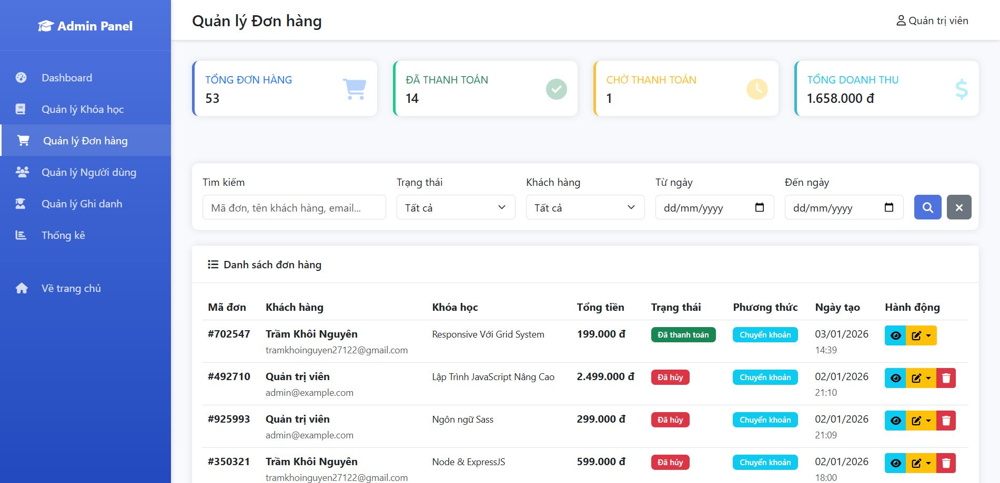 Admin Panel
Dashboard
Quản lý Khóa học
Quản lý Đơn hàng
Quản lý Người dùng
Quản lý Ghi danh
Thống kê
Về trang chủ
Quản lý Đơn hàng
Quản trị viên
TỔNG ĐƠN HÀNG
53
ĐÃ THANH TOÁN
14
CHỜ THANH TOÁN
1
TỔNG DOANH THU
1.658.000 đ
Tìm kiếm
Mã đơn, tên khách hàng, email...
Trạng thái
Tất cả
Khách hàng
Tất cả
Từ ngày
dd/mm/yyyy
Đến ngày
dd/mm/yyyy
Danh sách đơn hàng
Mã đơn Khách hàng Khóa học Tổng tiền Trạng thái Phương thức Ngày tạo Hành động
#702547 Trầm Khôi Nguyên Responsive Với Grid System 199.000 đ Đã thanh toán Chuyển khoản 03/01/2026
tramkhoinguyen27122@gmail.com 14:39
#492710 Quản trị viên Lập Trình JavaScript Nâng Cao 2.499.000 đ Đã hủy Chuyển khoản 02/01/2026
admin@example.com 21:10
#925993 Quản trị viên Ngôn ngữ Sass 299.000 đ Đã hủy Chuyển khoản 02/01/2026
admin@example.com 21:09
#350321 Trầm Khôi Nguyên Node & ExpressJS 599.000 đ Đã hủy Chuyển khoản 02/01/2026
tramkhoinguyen27122@gmail.com 18:00